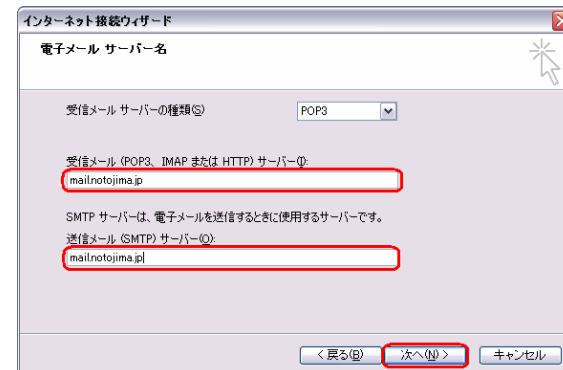 インターネット接続ウィザード
電子メール サーバー名
受信メール サーバーの種類(S)
POP3
受信メール (POP3、IMAP または HTTP) サーバー(I):
mail.notojima.jp
SMTP サーバーは、電子メールを送信するときに使用するサーバーです。
送信メール (SMTP) サーバー(O):
mail.notojima.jp
< 戻る(B)
次へ(N) >
キャンセル